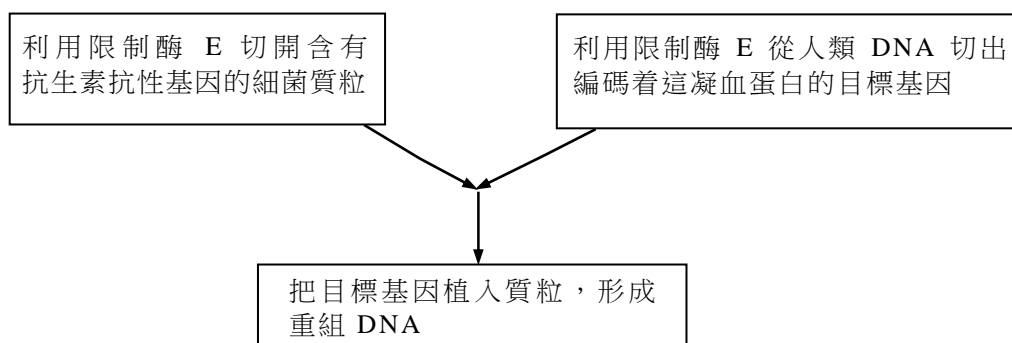 利用限制酶 E 切開含有
抗生素抗性基因的細菌質粒
利用限制酶 E 從人類 DNA 切出
編碼着這凝血蛋白的目標基因
把目標基因植入質粒，形成
重組 DNA